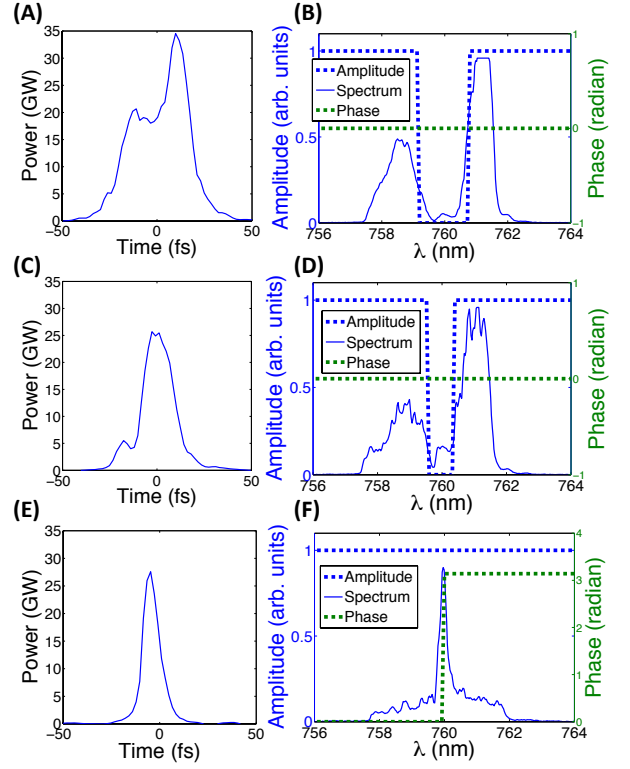 (A)
35
30
25
20
15
10
5
0
Power (GW)
−50
0
50
Time (fs)
(B)
1
0.5
0
Amplitude (arb. units)
Amplitude
Spectrum
Phase
1
0
−1
Phase (radian)
756
758
760
762
764
λ (nm)
(C)
35
30
25
20
15
10
5
0
Power (GW)
−50
0
50
Time (fs)
(D)
1
0.5
0
Amplitude (arb. units)
Amplitude
Spectrum
Phase
1
0
−1
Phase (radian)
756
758
760
762
764
λ (nm)
(E)
35
30
25
20
15
10
5
0
Power (GW)
−50
0
50
Time (fs)
(F)
1
0.5
0
Amplitude (arb. units)
Amplitude
Spectrum
Phase
4
3
2
1
0
Phase (radian)
756
758
760
762
764
λ (nm)